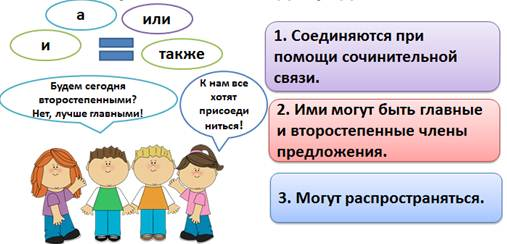 а
или
и
также
Будем сегодня
второстепенными?
Нет, лучше главными!
К нам все
хотят
присоеди
ниться!
1. Соединяются при
помощи сочинительной
связи.
2. Ими могут быть главные
и второстепенные члены
предложения.
3. Могут распространяться.